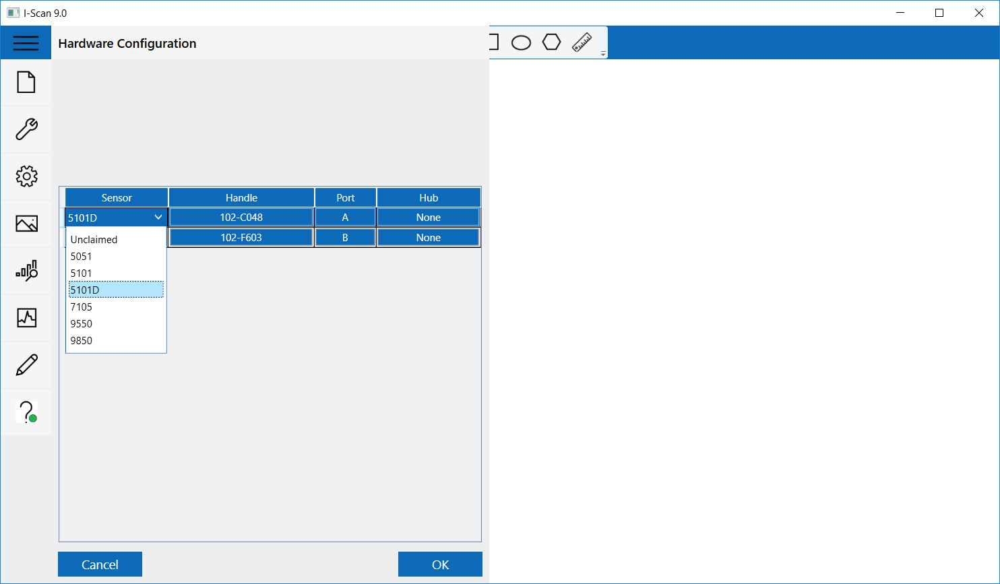 I-Scan 9.0
Hardware Configuration
Sensor Handle Port Hub
5101D 102-C048 A None
102-F603 B None
Unclaimed
5051
5101
5101D
7105
9550
9850
Cancel OK